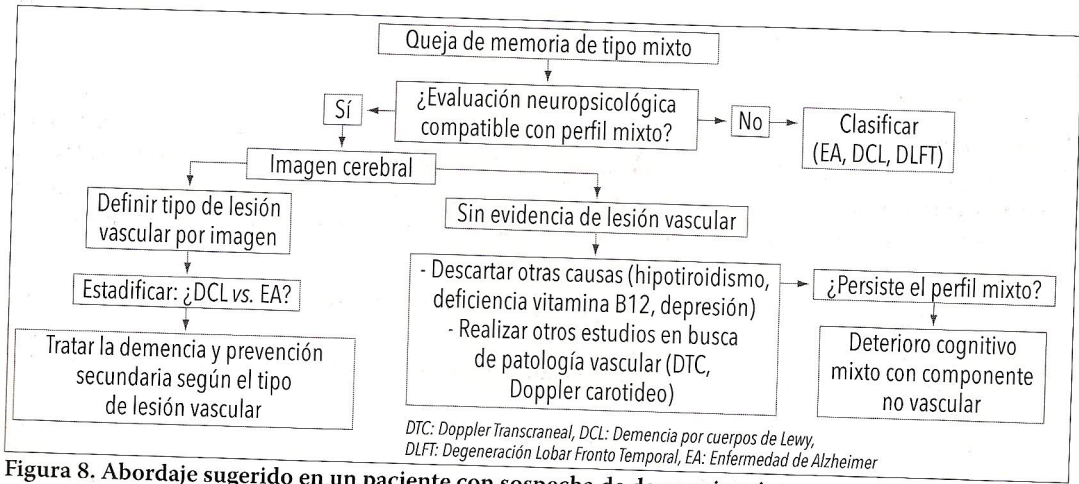 Queja de memoria de tipo mixto
¿Evaluación neuropsicológica
compatible con perfil mixto?
Sí
No
Clasificar
(EA, DCL, DLFT)
Imagen cerebral
Definir tipo de lesión
vascular por imagen
Sin evidencia de lesión vascular
Estadificar: ¿DCL vs. EA?
- Descartar otras causas (hipotiroidismo,
deficiencia vitamina B12, depresión)
- Realizar otros estudios en busca
de patología vascular (DTC,
Doppler carotideo)
¿Persiste el perfil mixto?
Tratar la demencia y prevención
secundaria según el tipo
de lesión vascular
Deterioro cognitivo
mixto con componente
no vascular
DTC: Doppler Transcraneal, DCL: Demencia por cuerpos de Lewy,
DLFT: Degeneración Lobar Fronto Temporal, EA: Enfermedad de Alzheimer
Figura 8. Abordaje sugerido en un paciente con sospecha de